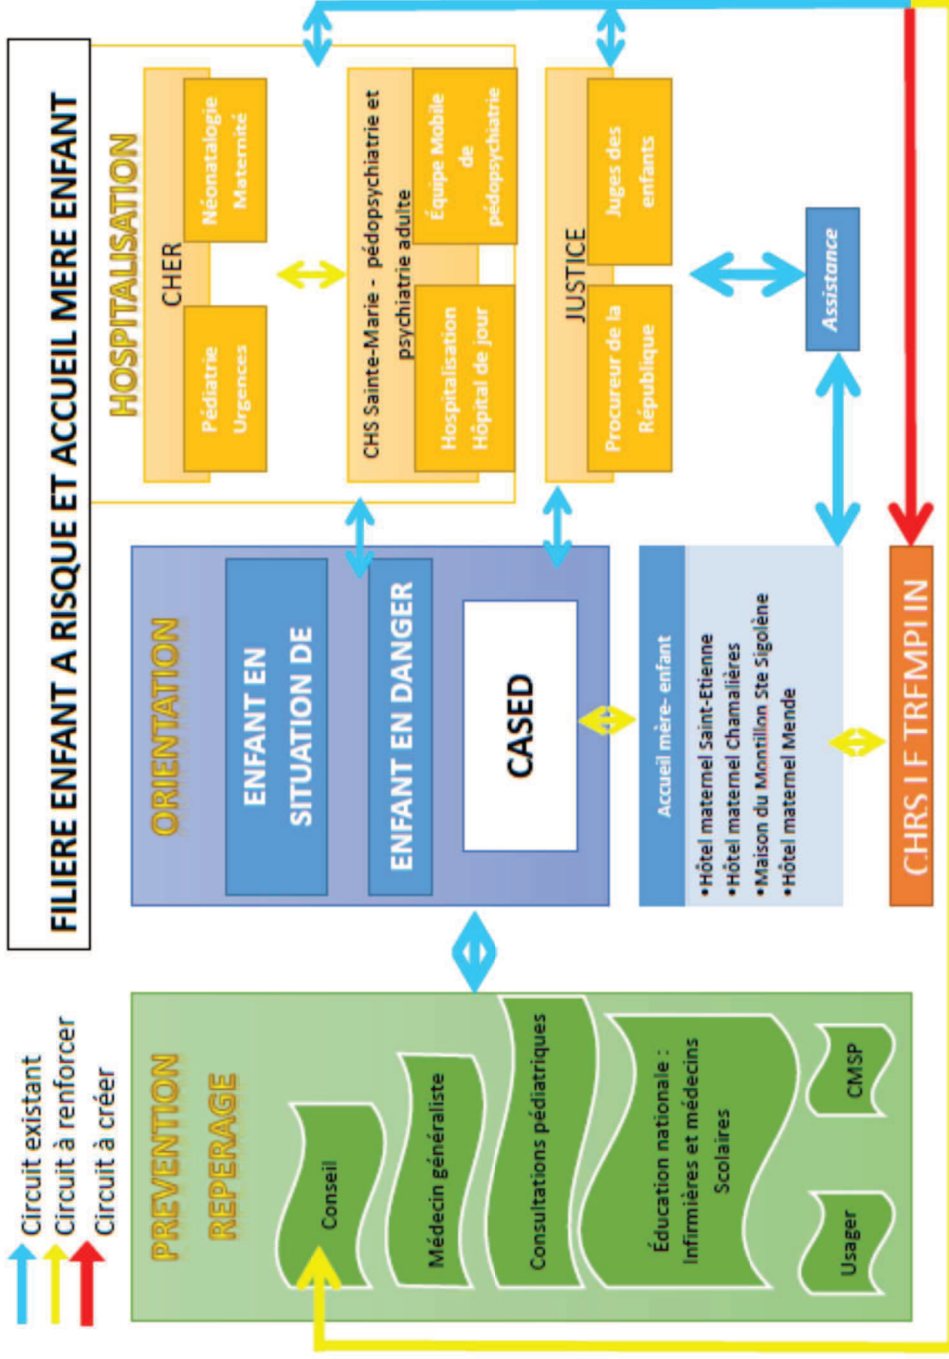 FILIERE ENFANT A RISQUE ET ACCUEIL MERE ENFANT
Circuit existant
Circuit à renforcer
Circuit à créer
PREVENTION
REPERAGE
Conseil
Médecin généraliste
Consultations pédiatriques
Éducation nationale :
Infirmières et médecins
Scolaires
Usager
CMSP
ORIENTATION
ENFANT EN
SITUATION DE
ENFANT EN DANGER
CASED
Accueil mère- enfant
•Hôtel maternel Saint-Etienne
•Hôtel maternel Chamalières
•Maison du Montillon Ste Sigolène
•Hôtel maternel Mende
CHRS LE TREMPLIN
HOSPITALISATION
CHER
Pédiatrie
Urgences
Néonatalogie
Maternité
CHS Sainte-Marie - pédopsychiatrie et
psychiatrie adulte
Hospitalisation
Hôpital de jour
Équipe Mobile
de
pédopsychiatrie
JUSTICE
Procureur de la
République
Juges des
enfants
Assistance